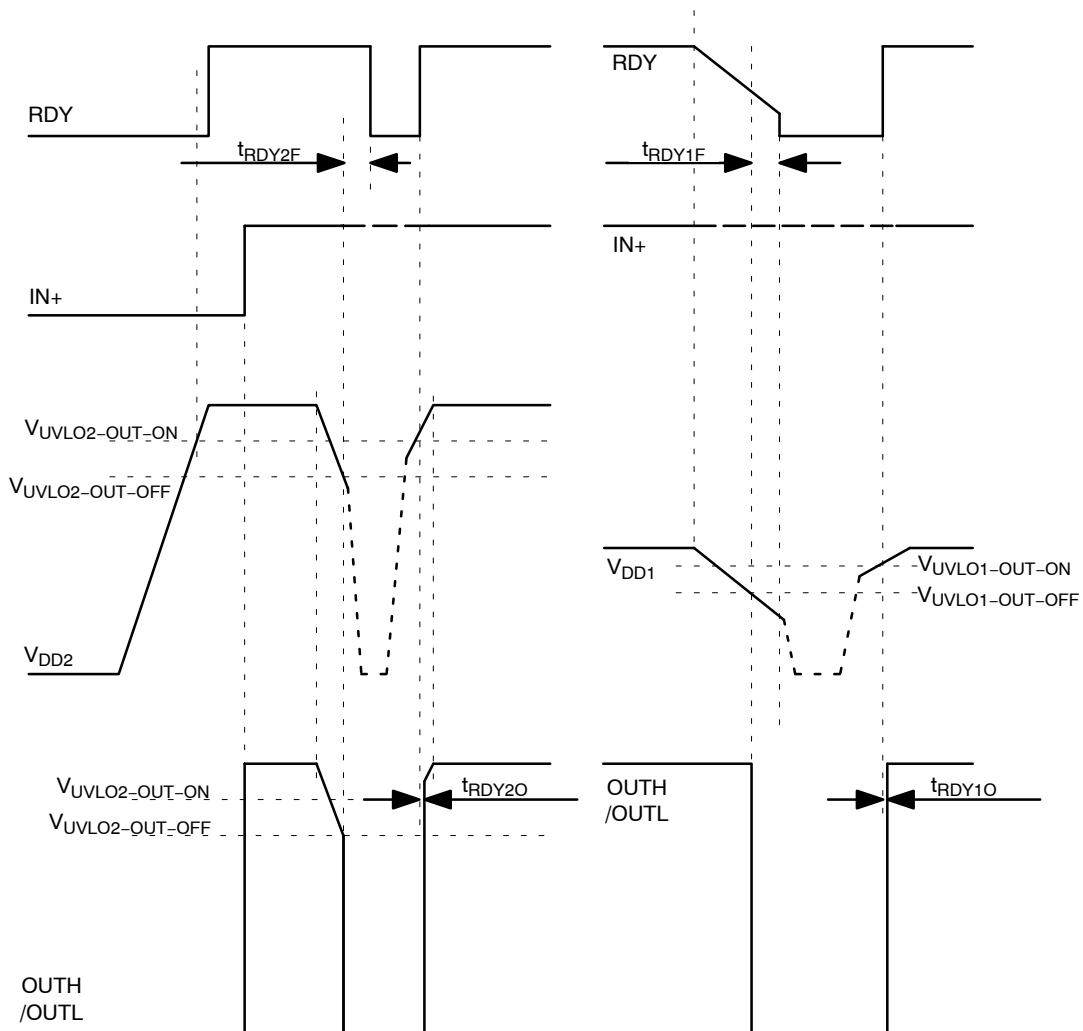 RDY
tRDY2F
IN+
VUVLO2−OUT−ON
VUVLO2−OUT−OFF
VDD2
VUVLO2−OUT−ON
tRDY2O
VUVLO2−OUT−OFF
OUTH
/OUTL
RDY
tRDY1F
IN+
VDD1
VUVLO1−OUT−ON
VUVLO1−OUT−OFF
OUTH
/OUTL
tRDY1O